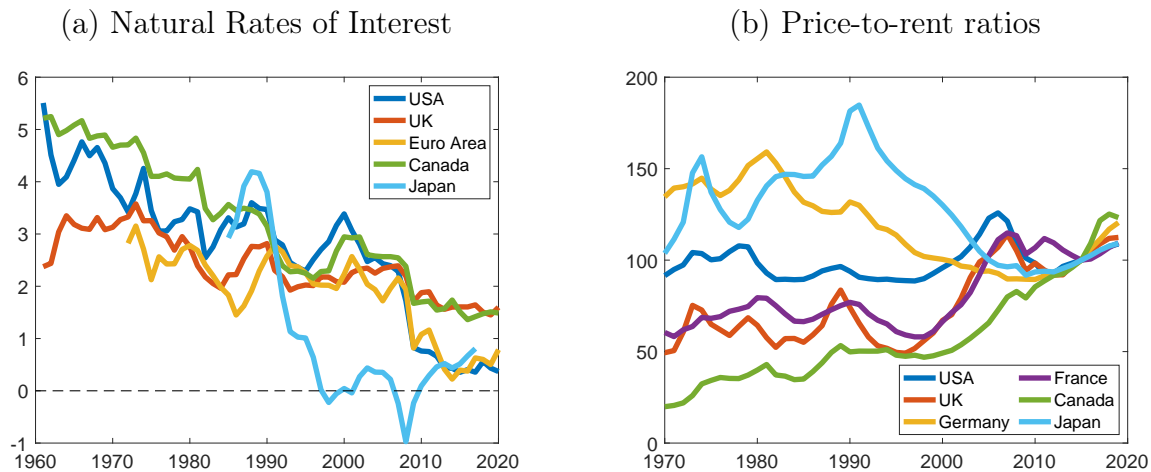 (a) Natural Rates of Interest
6
5
4
3
2
1
0
-1
1960 1970 1980 1990 2000 2010 2020
USA
UK
Euro Area
Canada
Japan
(b) Price-to-rent ratios
200
150
100
50
0
1970 1980 1990 2000 2010 2020
USA France
UK Canada
Germany Japan